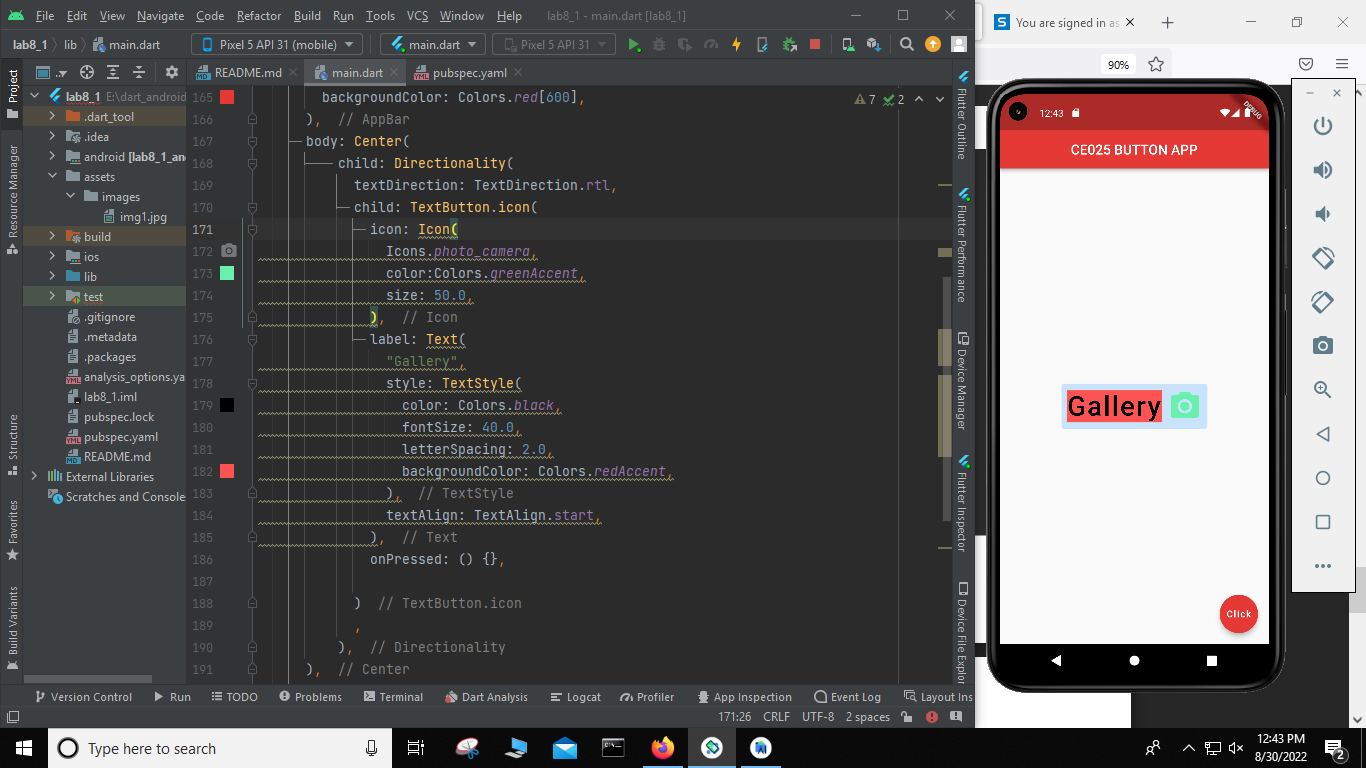 File Edit View Navigate Code Refactor Build Run Tools VCS Window Help lab8_1 - main.dart [lab8_1]
lab8_1 lib main.dart Pixel 5 API 31 (mobile) main.dart Pixel 5 API 31
Project
Resource Manager
Structure
Favorites
Build Variants
..
lab8_1 E:\dart_android
.dart_tool
.idea
android [lab8_1_an
assets
images
img1.jpg
build
ios
lib
test
.gitignore
.metadata
.packages
analysis_options.ya
lab8_1.iml
pubspec.lock
pubspec.yaml
README.md
External Libraries
Scratches and Console
README.md main.dart pubspec.yaml
7 2
165 backgroundColor: Colors.red[600],
166 ), // AppBar
167 body: Center(
168 child: Directionality(
169 textDirection: TextDirection.rtl,
170 child: TextButton.icon(
171 icon: Icon(
172 Icons.photo_camera,
173 color:Colors.greenAccent,
174 size: 50.0,
175 ), // Icon
176 label: Text(
177 "Gallery",
178 style: TextStyle(
179 color: Colors.black,
180 fontSize: 40.0,
181 letterSpacing: 2.0,
182 backgroundColor: Colors.redAccent,
183 ), // TextStyle
184 textAlign: TextAlign.start,
185 ), // Text
186 onPressed: () {},
187
188 ) // TextButton.icon
189 ,
190 ), // Directionality
191 ), // Center
Flutter Outline
Flutter Performance
Device Manager
Flutter Inspector
Device File Explor
Version Control Run TODO Problems Terminal Dart Analysis Logcat Profiler App Inspection Event Log Layout Ins
171:26 CRLF UTF-8 2 spaces
You are signed in as
90%
12:43
DEBUG
CE025 BUTTON APP
Gallery
Click
Type here to search
12:43 PM
8/30/2022
2